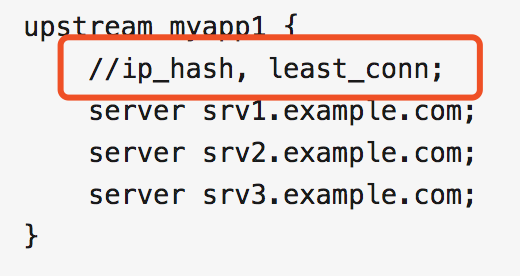 upstream myapp1 {
//ip_hash, least_conn;
server srv1.example.com;
server srv2.example.com;
server srv3.example.com;
}